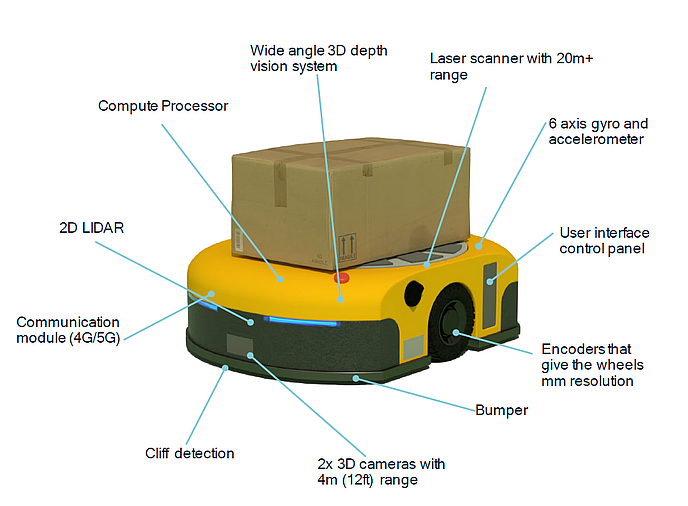 Wide angle 3D depth
vision system
Laser scanner with 20m+
range
Compute Processor
6 axis gyro and
accelerometer
2D LIDAR
User interface
control panel
Communication
module (4G/5G)
Encoders that
give the wheels
mm resolution
Bumper
Cliff detection
2x 3D cameras with
4m (12ft) range